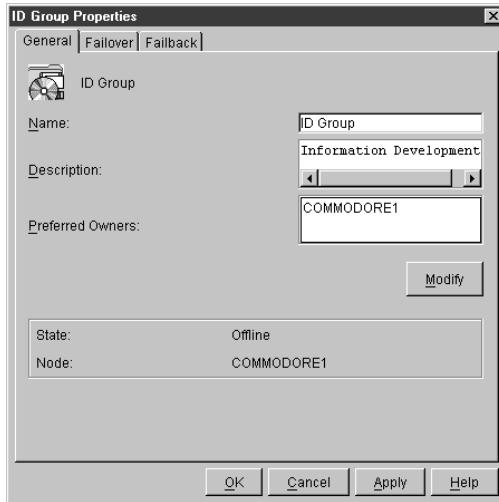 ID Group Properties
General Failover Failback
ID Group
Name: ID Group
Description: Information Development
Preferred Owners: COMMODORE1
Modify
State: Offline
Node: COMMODORE1
OK Cancel Apply Help